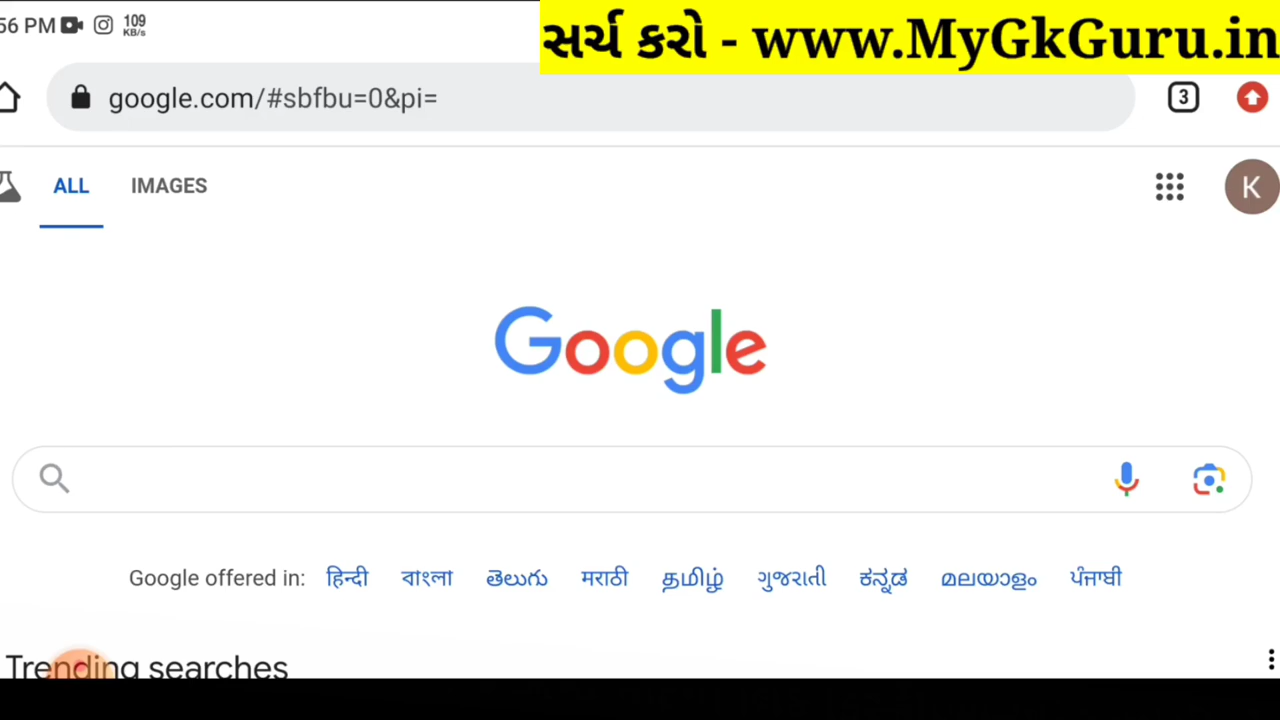 56 PM 109 KB/s
સર્ચ કરો - www.MyGkGuru.in
google.com/#sbfbu=0&pi=
3
ALL IMAGES
K
Google
Google offered in: हिन्दी বাংলা తెలుగు मराठी தமிழ் ગુજરાતી ಕನ್ನಡ മലയാളം ਪੰਜਾਬੀ
Trending searches